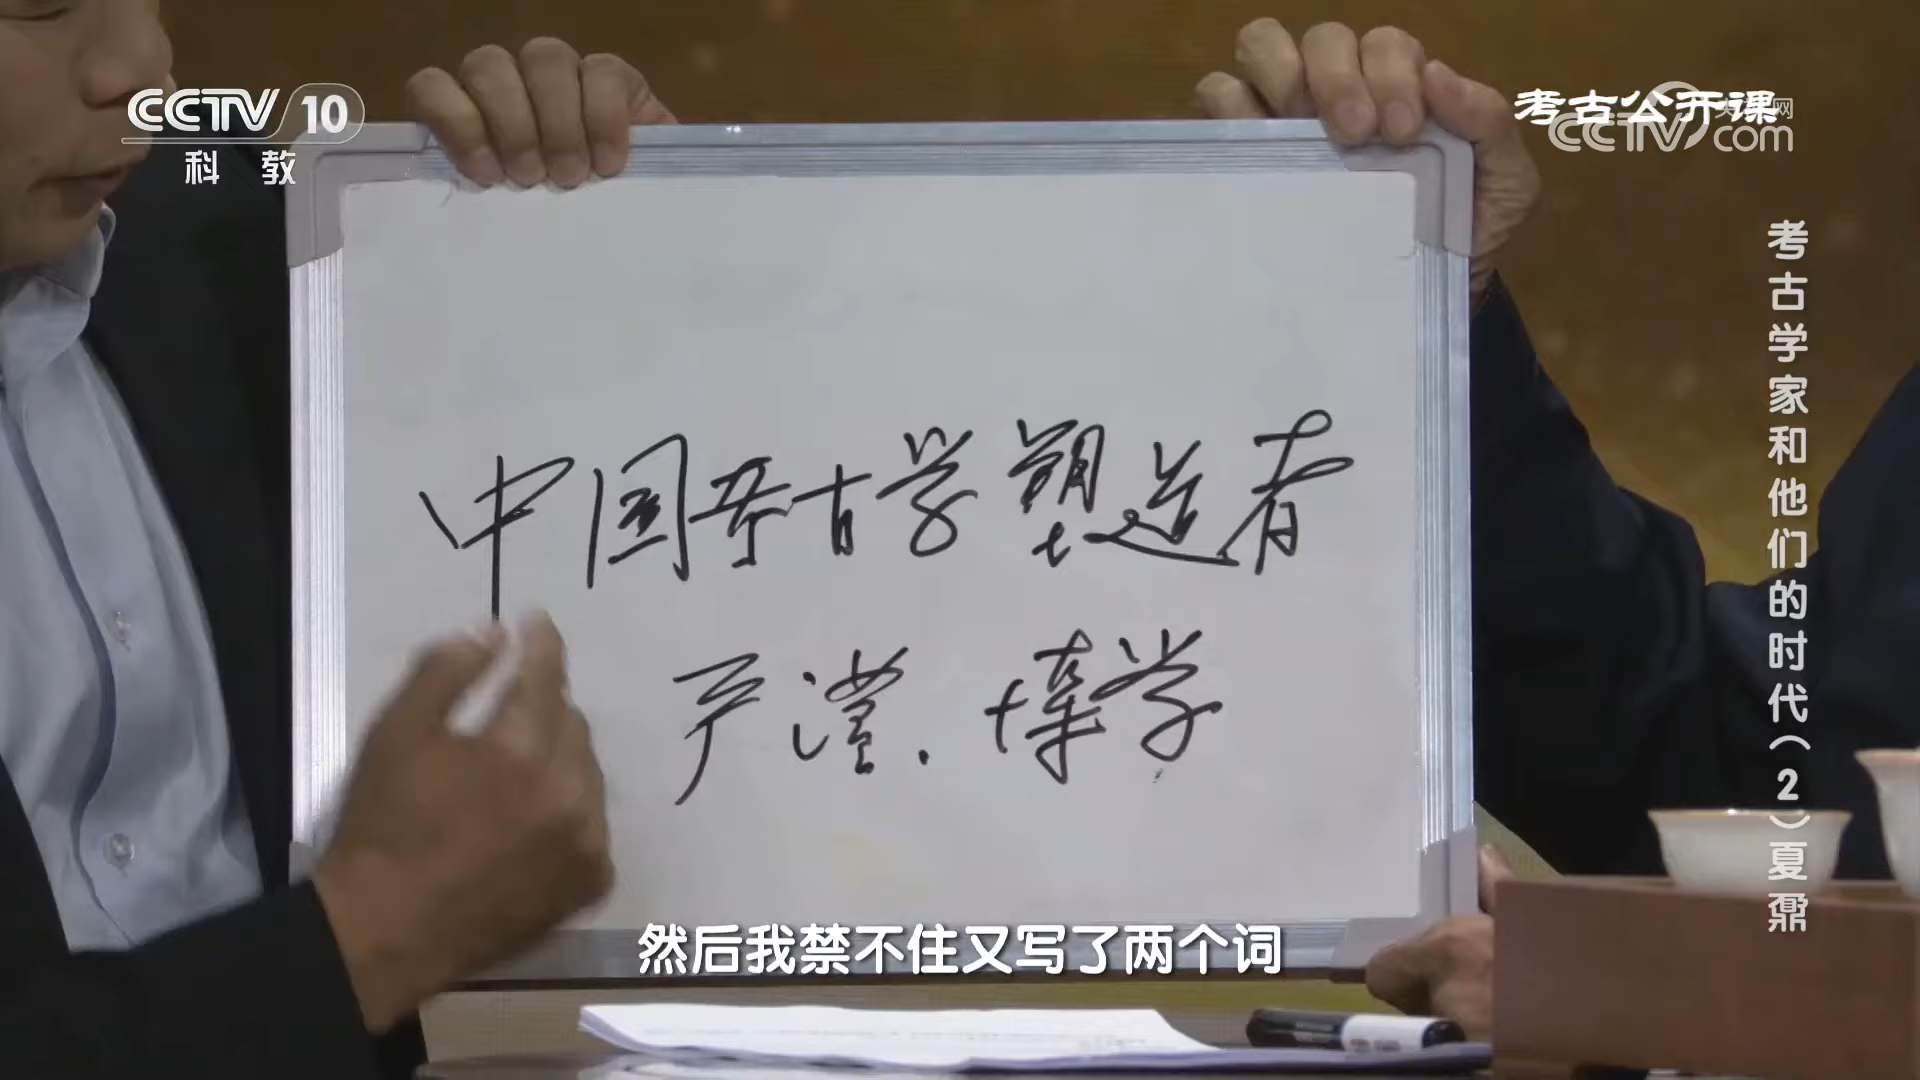 CCTV 10
科教
考古公开课
CCTV.com
考古学家和他们的时代（2）夏鼐
中国考古学塑造者
严谨、博学
然后我禁不住又写了两个词